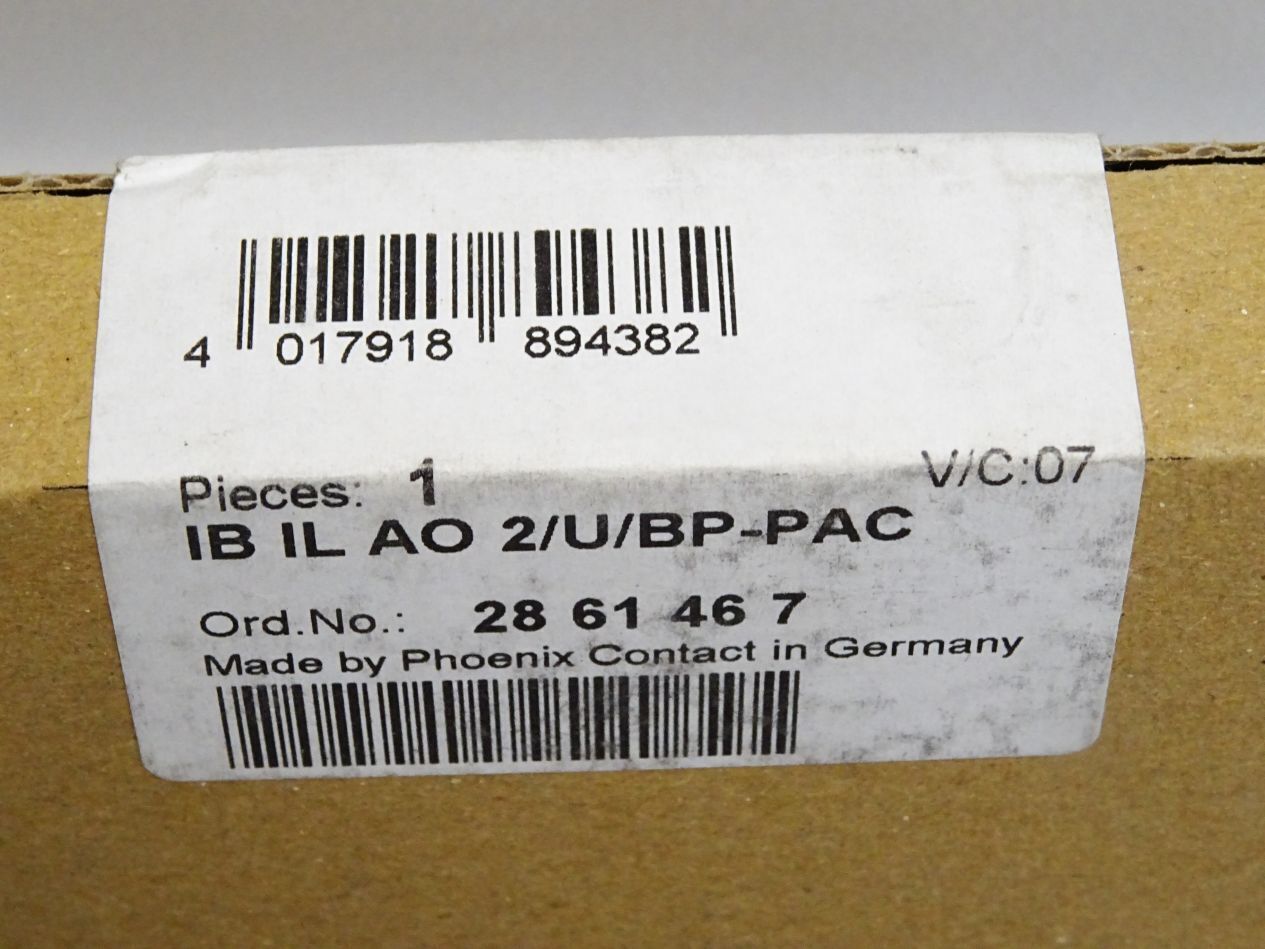 4 017918 894382
Pieces: 1 V/C:07
IB IL AO 2/U/BP-PAC
Ord.No.: 28 61 46 7
Made by Phoenix Contact in Germany